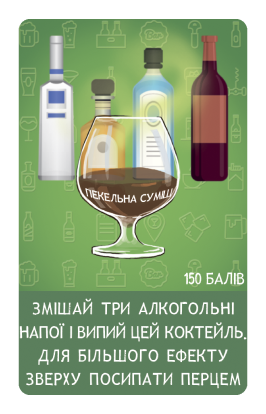 ПЕКЕЛЬНА СУМІШ
150 БАЛІВ
ЗМІШАЙ ТРИ АЛКОГОЛЬНІ
НАПОЇ І ВИПИЙ ЦЕЙ КОКТЕЙЛЬ.
ДЛЯ БІЛЬШОГО ЕФЕКТУ
ЗВЕРХУ ПОСИПАТИ ПЕРЦЕМ